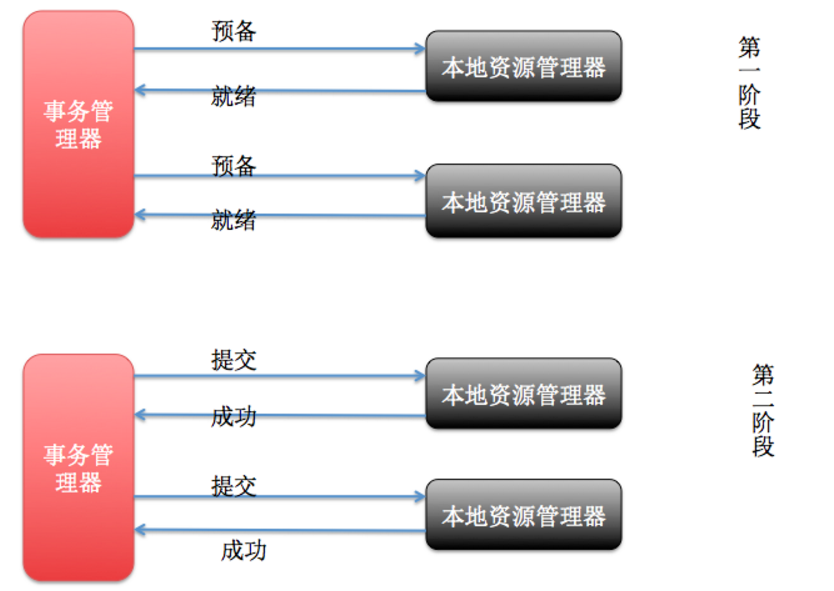 预备
本地资源管理器
就绪
事务管
理器
预备
本地资源管理器
就绪
第一阶段
提交
本地资源管理器
成功
事务管
理器
提交
本地资源管理器
成功
第二阶段